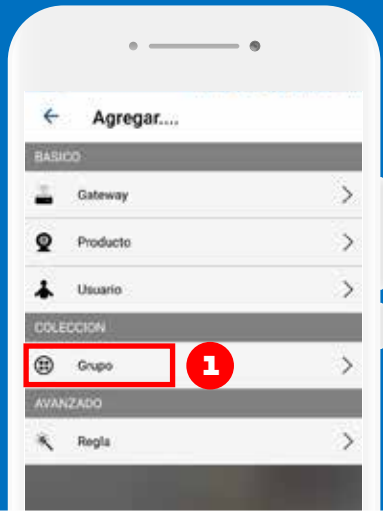 Agregar....
BASICO
Gateway
Producto
Usuario
COLECCION
Grupo
1
AVANZADO
Regla